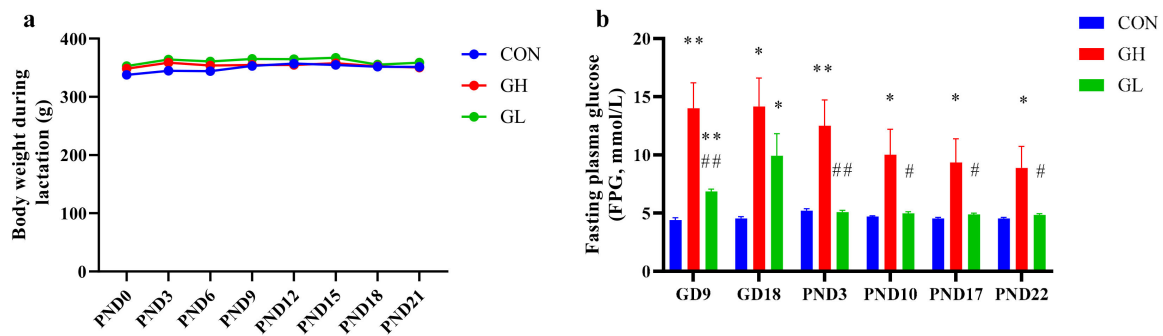 a
Body weight during
lactation (g)
400
300
200
100
0
PND0
PND3
PND6
PND9
PND12
PND15
PND18
PND21
CON
GH
GL
b
Fasting plasma glucose
(FPG, mmol/L)
20
15
10
5
0
**
**
##
*
*
**
##
*
#
*
#
*
#
GD9
GD18
PND3
PND10
PND17
PND22
CON
GH
GL